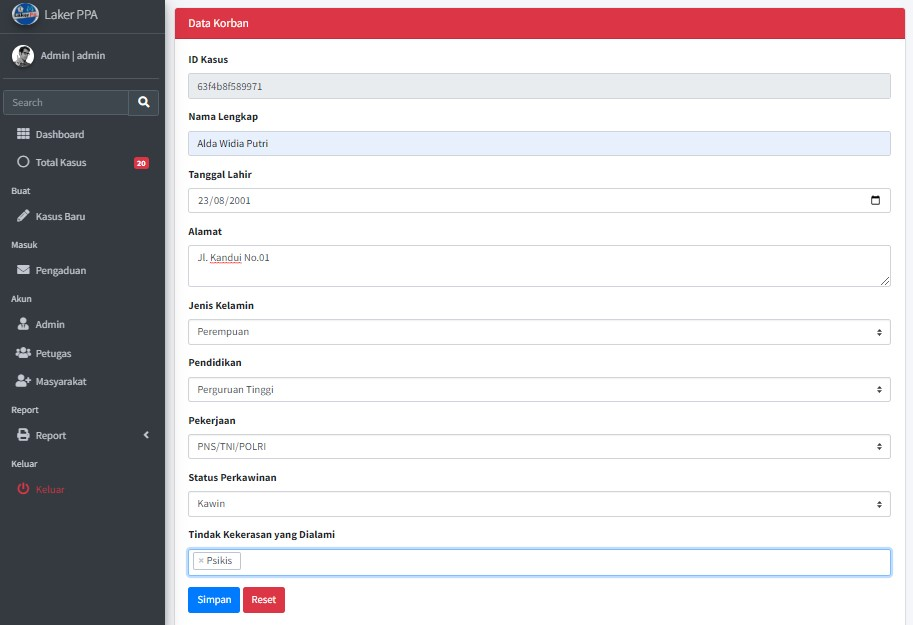 Laker PPA
Admin | admin
Search
Dashboard
Total Kasus 20
Buat
Kasus Baru
Masuk
Pengaduan
Akun
Admin
Petugas
Masyarakat
Report
Report
Keluar
Keluar
Data Korban
ID Kasus
63f4b8f589971
Nama Lengkap
Alda Widia Putri
Tanggal Lahir
23/08/2001
Alamat
Jl. Kandui No.01
Jenis Kelamin
Perempuan
Pendidikan
Perguruan Tinggi
Pekerjaan
PNS/TNI/POLRI
Status Perkawinan
Kawin
Tindak Kekerasan yang Dialami
× Psikis
Simpan Reset